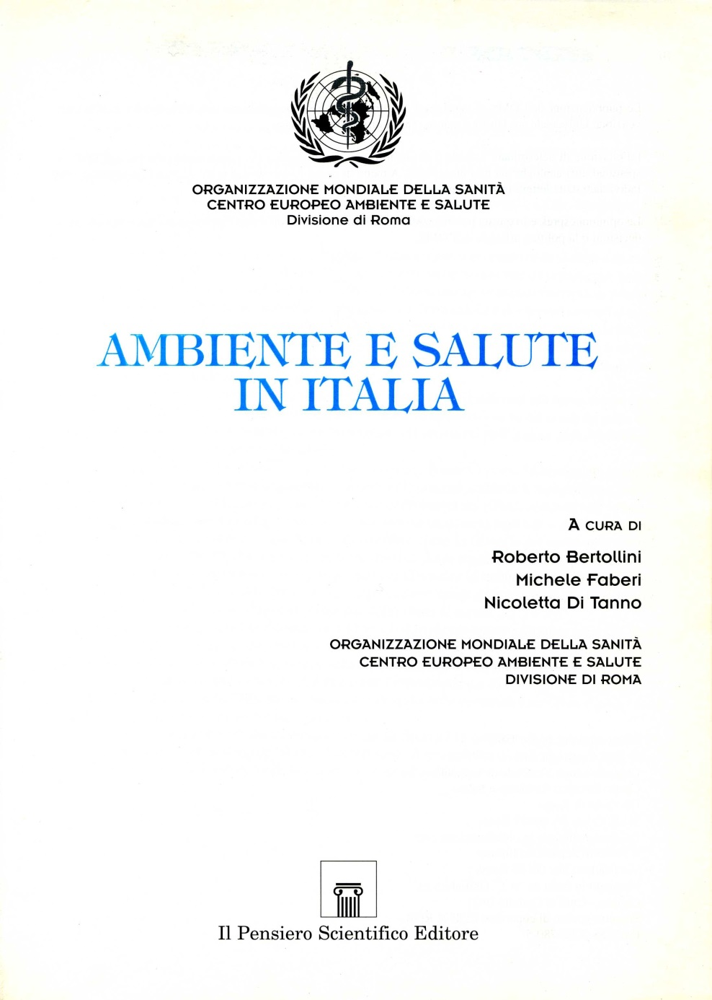 ORGANIZZAZIONE MONDIALE DELLA SANITÀ
CENTRO EUROPEO AMBIENTE E SALUTE
Divisione di Roma
AMBIENTE E SALUTE
IN ITALIA
A CURA DI
Roberto Bertollini
Michele Faberi
Nicoletta Di Tanno
ORGANIZZAZIONE MONDIALE DELLA SANITÀ
CENTRO EUROPEO AMBIENTE E SALUTE
DIVISIONE DI ROMA
Il Pensiero Scientifico Editore